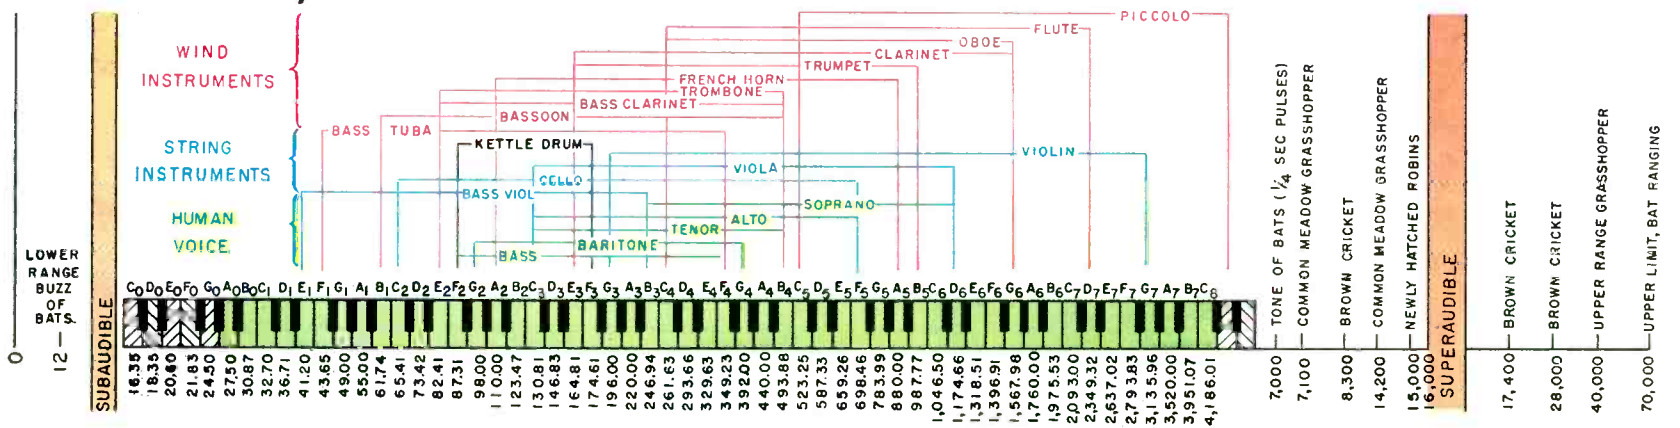 PICCOLO
FLUTE
OBOE
CLARINET
TRUMPET
FRENCH HORN
TROMBONE
BASS CLARINET
BASSOON
BASS TUBA
WIND
INSTRUMENTS
KETTLE DRUM
STRING
INSTRUMENTS
VIOLIN
VIOLA
CELLO
BASS VIOL
HUMAN
VOICE
SOPRANO
ALTO
TENOR
BARITONE
BASS
LOWER
RANGE
BUZZ
OF
BATS.
0
12
SUBAUDIBLE
C0 D0 E0 F0 G0 A0 B0 C1 D1 E1 F1 G1 A1 B1 C2 D2 E2 F2 G2 A2 B2 C3 D3 E3 F3 G3 A3 B3 C4 D4 E4 F4 G4 A4 B4 C5 D5 E5 F5 G5 A5 B5 C6 D6 E6 F6 G6 A6 B6 C7 D7 E7 F7 G7 A7 B7 C8
16.35
18.35
20.60
21.83
24.50
27.50
30.87
32.70
36.71
41.20
43.65
49.00
55.00
61.74
65.41
73.42
82.41
87.31
98.00
110.00
123.47
130.81
146.83
164.81
174.61
196.00
220.00
246.94
261.63
293.66
329.63
349.23
392.00
440.00
493.88
523.25
587.33
659.26
698.46
783.99
880.00
987.77
1,046.50
1,174.66
1,318.51
1,396.91
1,567.98
1,760.00
1,975.53
2,093.00
2,349.32
2,637.02
2,793.83
3,135.96
3,520.00
3,951.07
4,186.01
7,000 TONE OF BATS (1/4 SEC PULSES)
7,100 COMMON MEADOW GRASSHOPPER
8,300 BROWN CRICKET
14,200 COMMON MEADOW GRASSHOPPER
15,000 NEWLY HATCHED ROBINS
16,000
SUPERAUDIBLE
17,400 BROWN CRICKET
28,000 BROWN CRICKET
40,000 UPPER RANGE GRASSHOPPER
70,000 UPPER LIMIT, BAT RANGING